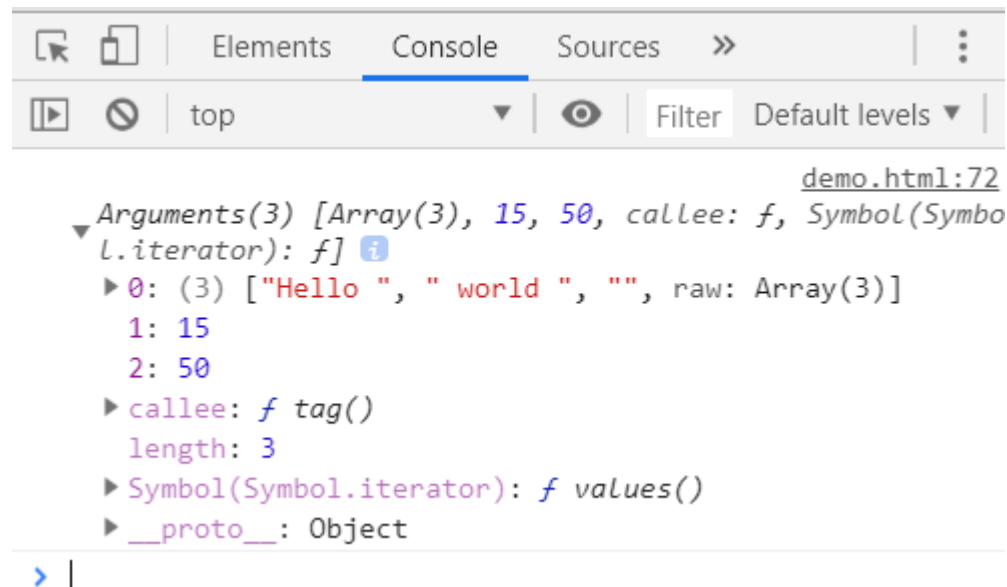 Elements Console Sources »
top ▼ Filter Default levels ▼
demo.html:72
▼ Arguments(3) [Array(3), 15, 50, callee: ƒ, Symbol(Symbo
l.iterator): ƒ] i
▶ 0: (3) ["Hello ", " world ", "", raw: Array(3)]
1: 15
2: 50
▶ callee: ƒ tag()
length: 3
▶ Symbol(Symbol.iterator): ƒ values()
▶ __proto__: Object
>